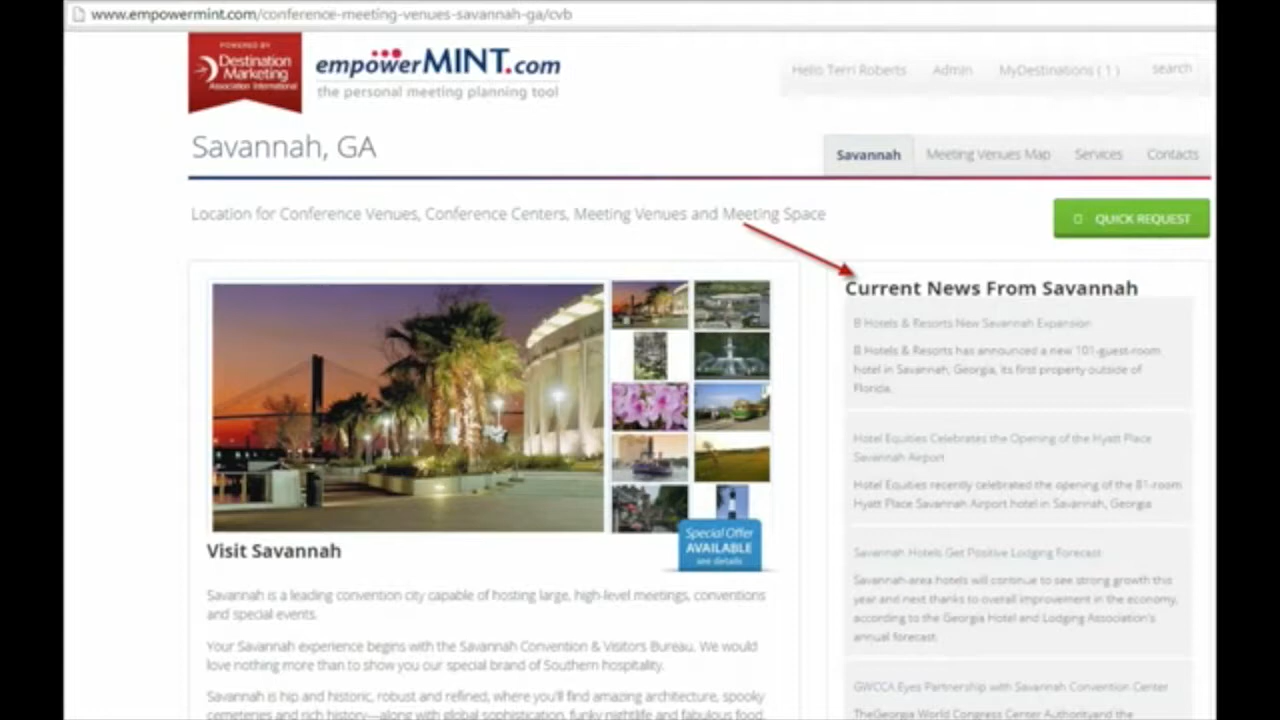 www.empowermint.com/conference-meeting-venues-savannah-ga/cvb
POWERED BY
Destination
Marketing
Association International
empowerMINT.com
the personal meeting planning tool
Hello Terri Roberts Admin MyDestinations ( 1 ) search
Savannah, GA
Savannah Meeting Venues Map Services Contacts
Location for Conference Venues, Conference Centers, Meeting Venues and Meeting Space
QUICK REQUEST
Special Offer
AVAILABLE
see details
Visit Savannah
Savannah is a leading convention city capable of hosting large, high-level meetings, conventions
and special events.
Your Savannah experience begins with the Savannah Convention & Visitors Bureau. We would
love nothing more than to show you our special brand of Southern hospitality.
Savannah is hip and historic, robust and refined, where you'll find amazing architecture, spooky
cemeteries and rich history—along with global sophistication, funky nightlife and fabulous food.
Current News From Savannah
B Hotels & Resorts New Savannah Expansion
B Hotels & Resorts has announced a new 101-guest-room
hotel in Savannah, Georgia, its first property outside of
Florida.
Hotel Equities Celebrates the Opening of the Hyatt Place
Savannah Airport
Hotel Equities recently celebrated the opening of the 81-room
Hyatt Place Savannah Airport hotel in Savannah, Georgia
Savannah Hotels Get Positive Lodging Forecast
Savannah-area hotels will continue to see strong growth this
year and next thanks to overall improvement in the economy,
according to the Georgia Hotel and Lodging Association's
annual forecast.
GWCCA Eyes Partnership with Savannah Convention Center
TheGeorgia World Congress Center Authorityand the